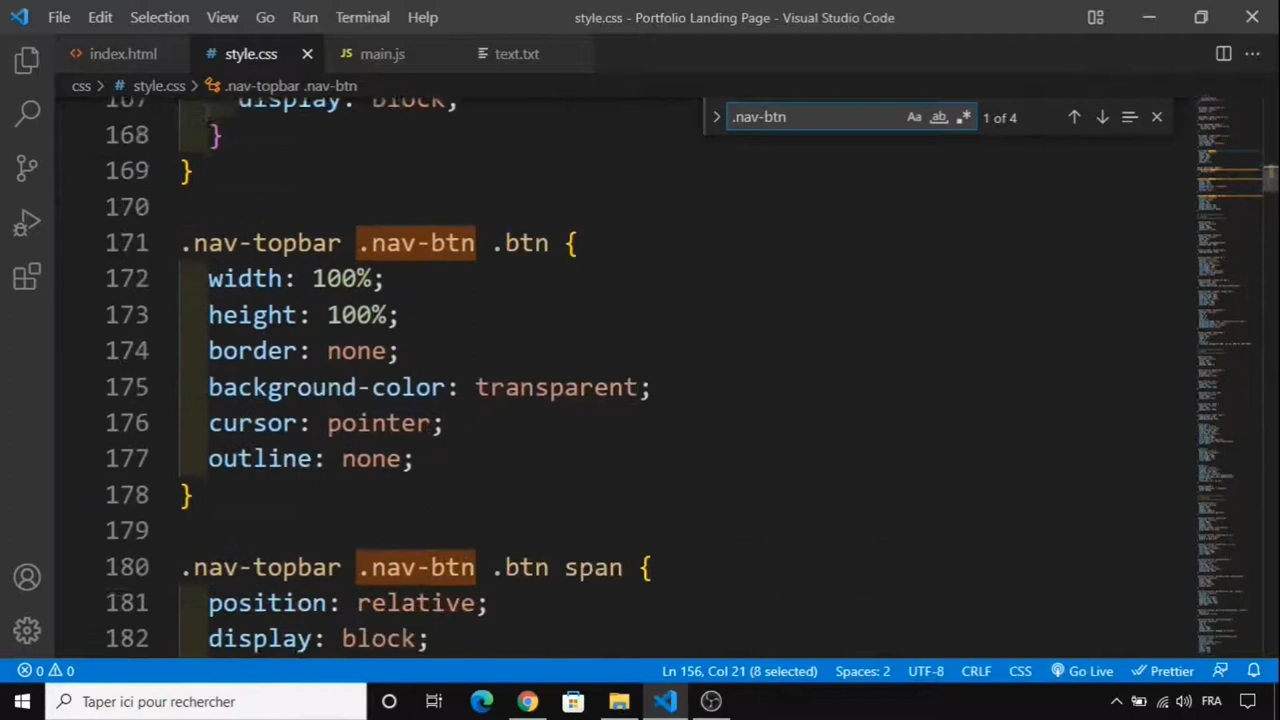 File Edit Selection View Go Run Terminal Help style.css - Portfolio Landing Page - Visual Studio Code
index.html # style.css JS main.js text.txt
css > # style.css > .nav-topbar .nav-btn
.nav-btn Aa ab 1 of 4
167 display: block;
168 }
169 }
170
171 .nav-topbar .nav-btn .btn {
172 width: 100%;
173 height: 100%;
174 border: none;
175 background-color: transparent;
176 cursor: pointer;
177 outline: none;
178 }
179
180 .nav-topbar .nav-btn .btn span {
181 position: relative;
182 display: block;
0 0 Ln 156, Col 21 (8 selected) Spaces: 2 UTF-8 CRLF CSS Go Live Prettier
Taper ici pour rechercher FRA